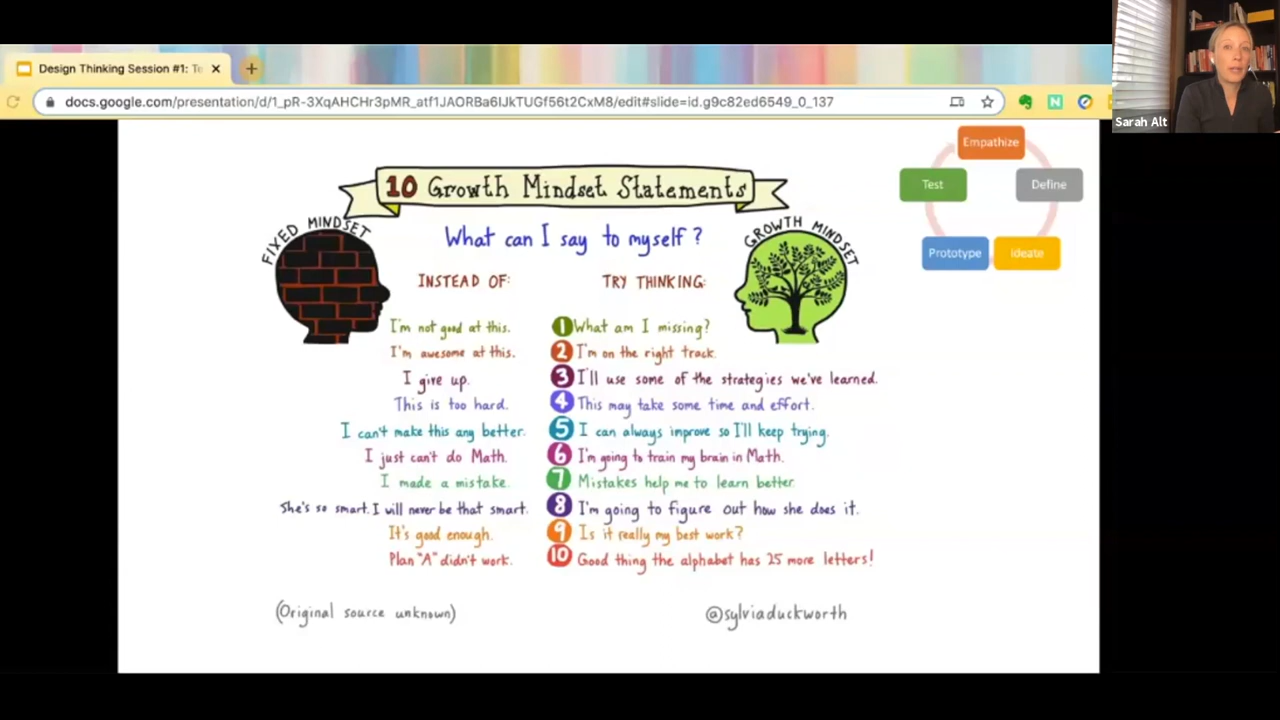 Design Thinking Session #1: Te
docs.google.com/presentation/d/1_pR-3XqAHCHr3pMR_atf1JAORBa6IJkTUGf56t2CxM8/edit#slide=id.g9c82ed6549_0_137
Sarah Alt
Empathize
Test
Define
Prototype
Ideate
10 Growth Mindset Statements
FIXED MINDSET
What can I say to myself?
GROWTH MINDSET
INSTEAD OF: TRY THINKING:
I'm not good at this. 1 What am I missing?
I'm awesome at this. 2 I'm on the right track.
I give up. 3 I'll use some of the strategies we've learned.
This is too hard. 4 This may take some time and effort.
I can't make this any better. 5 I can always improve so I'll keep trying.
I just can't do Math. 6 I'm going to train my brain in Math.
I made a mistake. 7 Mistakes help me to learn better.
She's so smart. I will never be that smart. 8 I'm going to figure out how she does it.
It's good enough. 9 Is it really my best work?
Plan "A" didn't work. 10 Good thing the alphabet has 25 more letters!
(Original source unknown) @sylviaduckworth